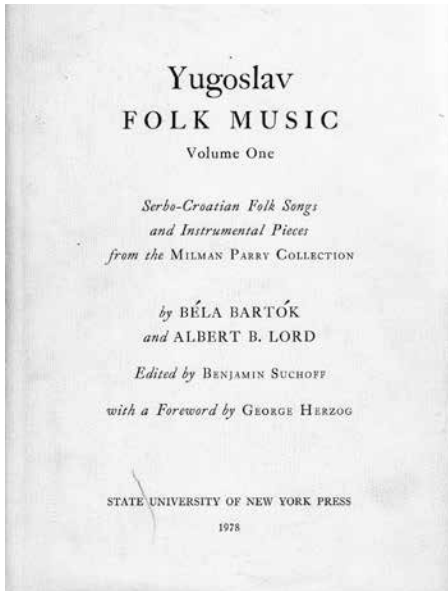 Yugoslav
FOLK MUSIC
Volume One
Serbo-Croatian Folk Songs
and Instrumental Pieces
from the MILMAN PARRY COLLECTION
by BÉLA BARTÓK
and ALBERT B. LORD
Edited by BENJAMIN SUCHOFF
with a Foreword by GEORGE HERZOG
STATE UNIVERSITY OF NEW YORK PRESS
1978